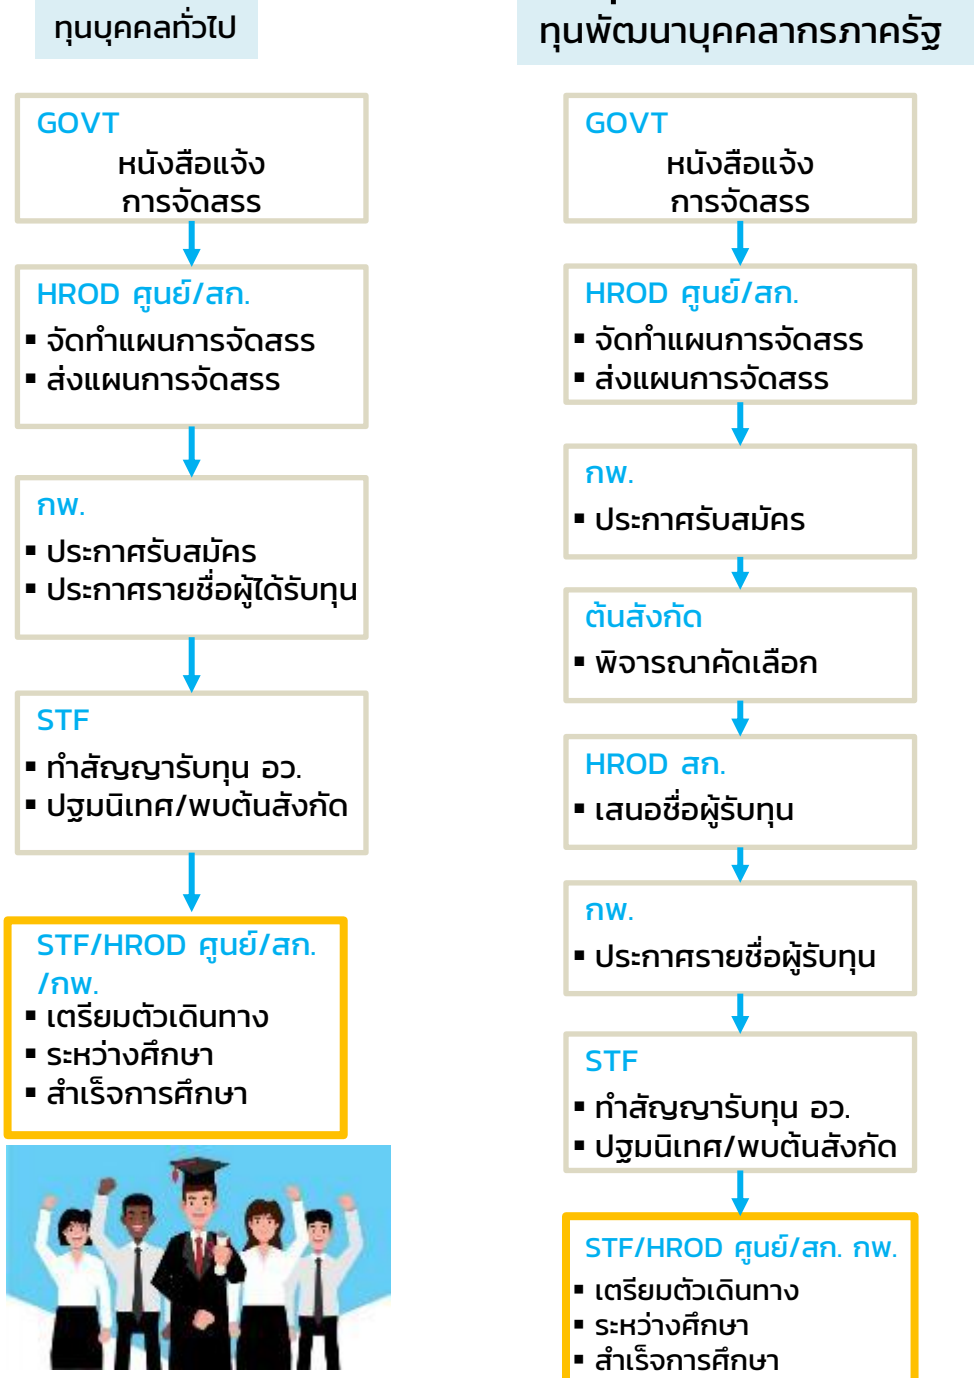 ทุนบุคคลทั่วไป
GOVT
หนังสือแจ้ง
การจัดสรร
HROD ศูนย์/สก.
▪ จัดทำแผนการจัดสรร
▪ ส่งแผนการจัดสรร
กพ.
▪ ประกาศรับสมัคร
▪ ประกาศรายชื่อผู้ได้รับทุน
STF
▪ ทำสัญญารับทุน อว.
▪ ปฐมนิเทศ/พบต้นสังกัด
STF/HROD ศูนย์/สก.
/กพ.
▪ เตรียมตัวเดินทาง
▪ ระหว่างศึกษา
▪ สำเร็จการศึกษา
ทุนพัฒนาบุคคลากรภาครัฐ
GOVT
หนังสือแจ้ง
การจัดสรร
HROD ศูนย์/สก.
▪ จัดทำแผนการจัดสรร
▪ ส่งแผนการจัดสรร
กพ.
▪ ประกาศรับสมัคร
ต้นสังกัด
▪ พิจารณาคัดเลือก
HROD สก.
▪ เสนอชื่อผู้รับทุน
กพ.
▪ ประกาศรายชื่อผู้รับทุน
STF
▪ ทำสัญญารับทุน อว.
▪ ปฐมนิเทศ/พบต้นสังกัด
STF/HROD ศูนย์/สก. กพ.
▪ เตรียมตัวเดินทาง
▪ ระหว่างศึกษา
▪ สำเร็จการศึกษา